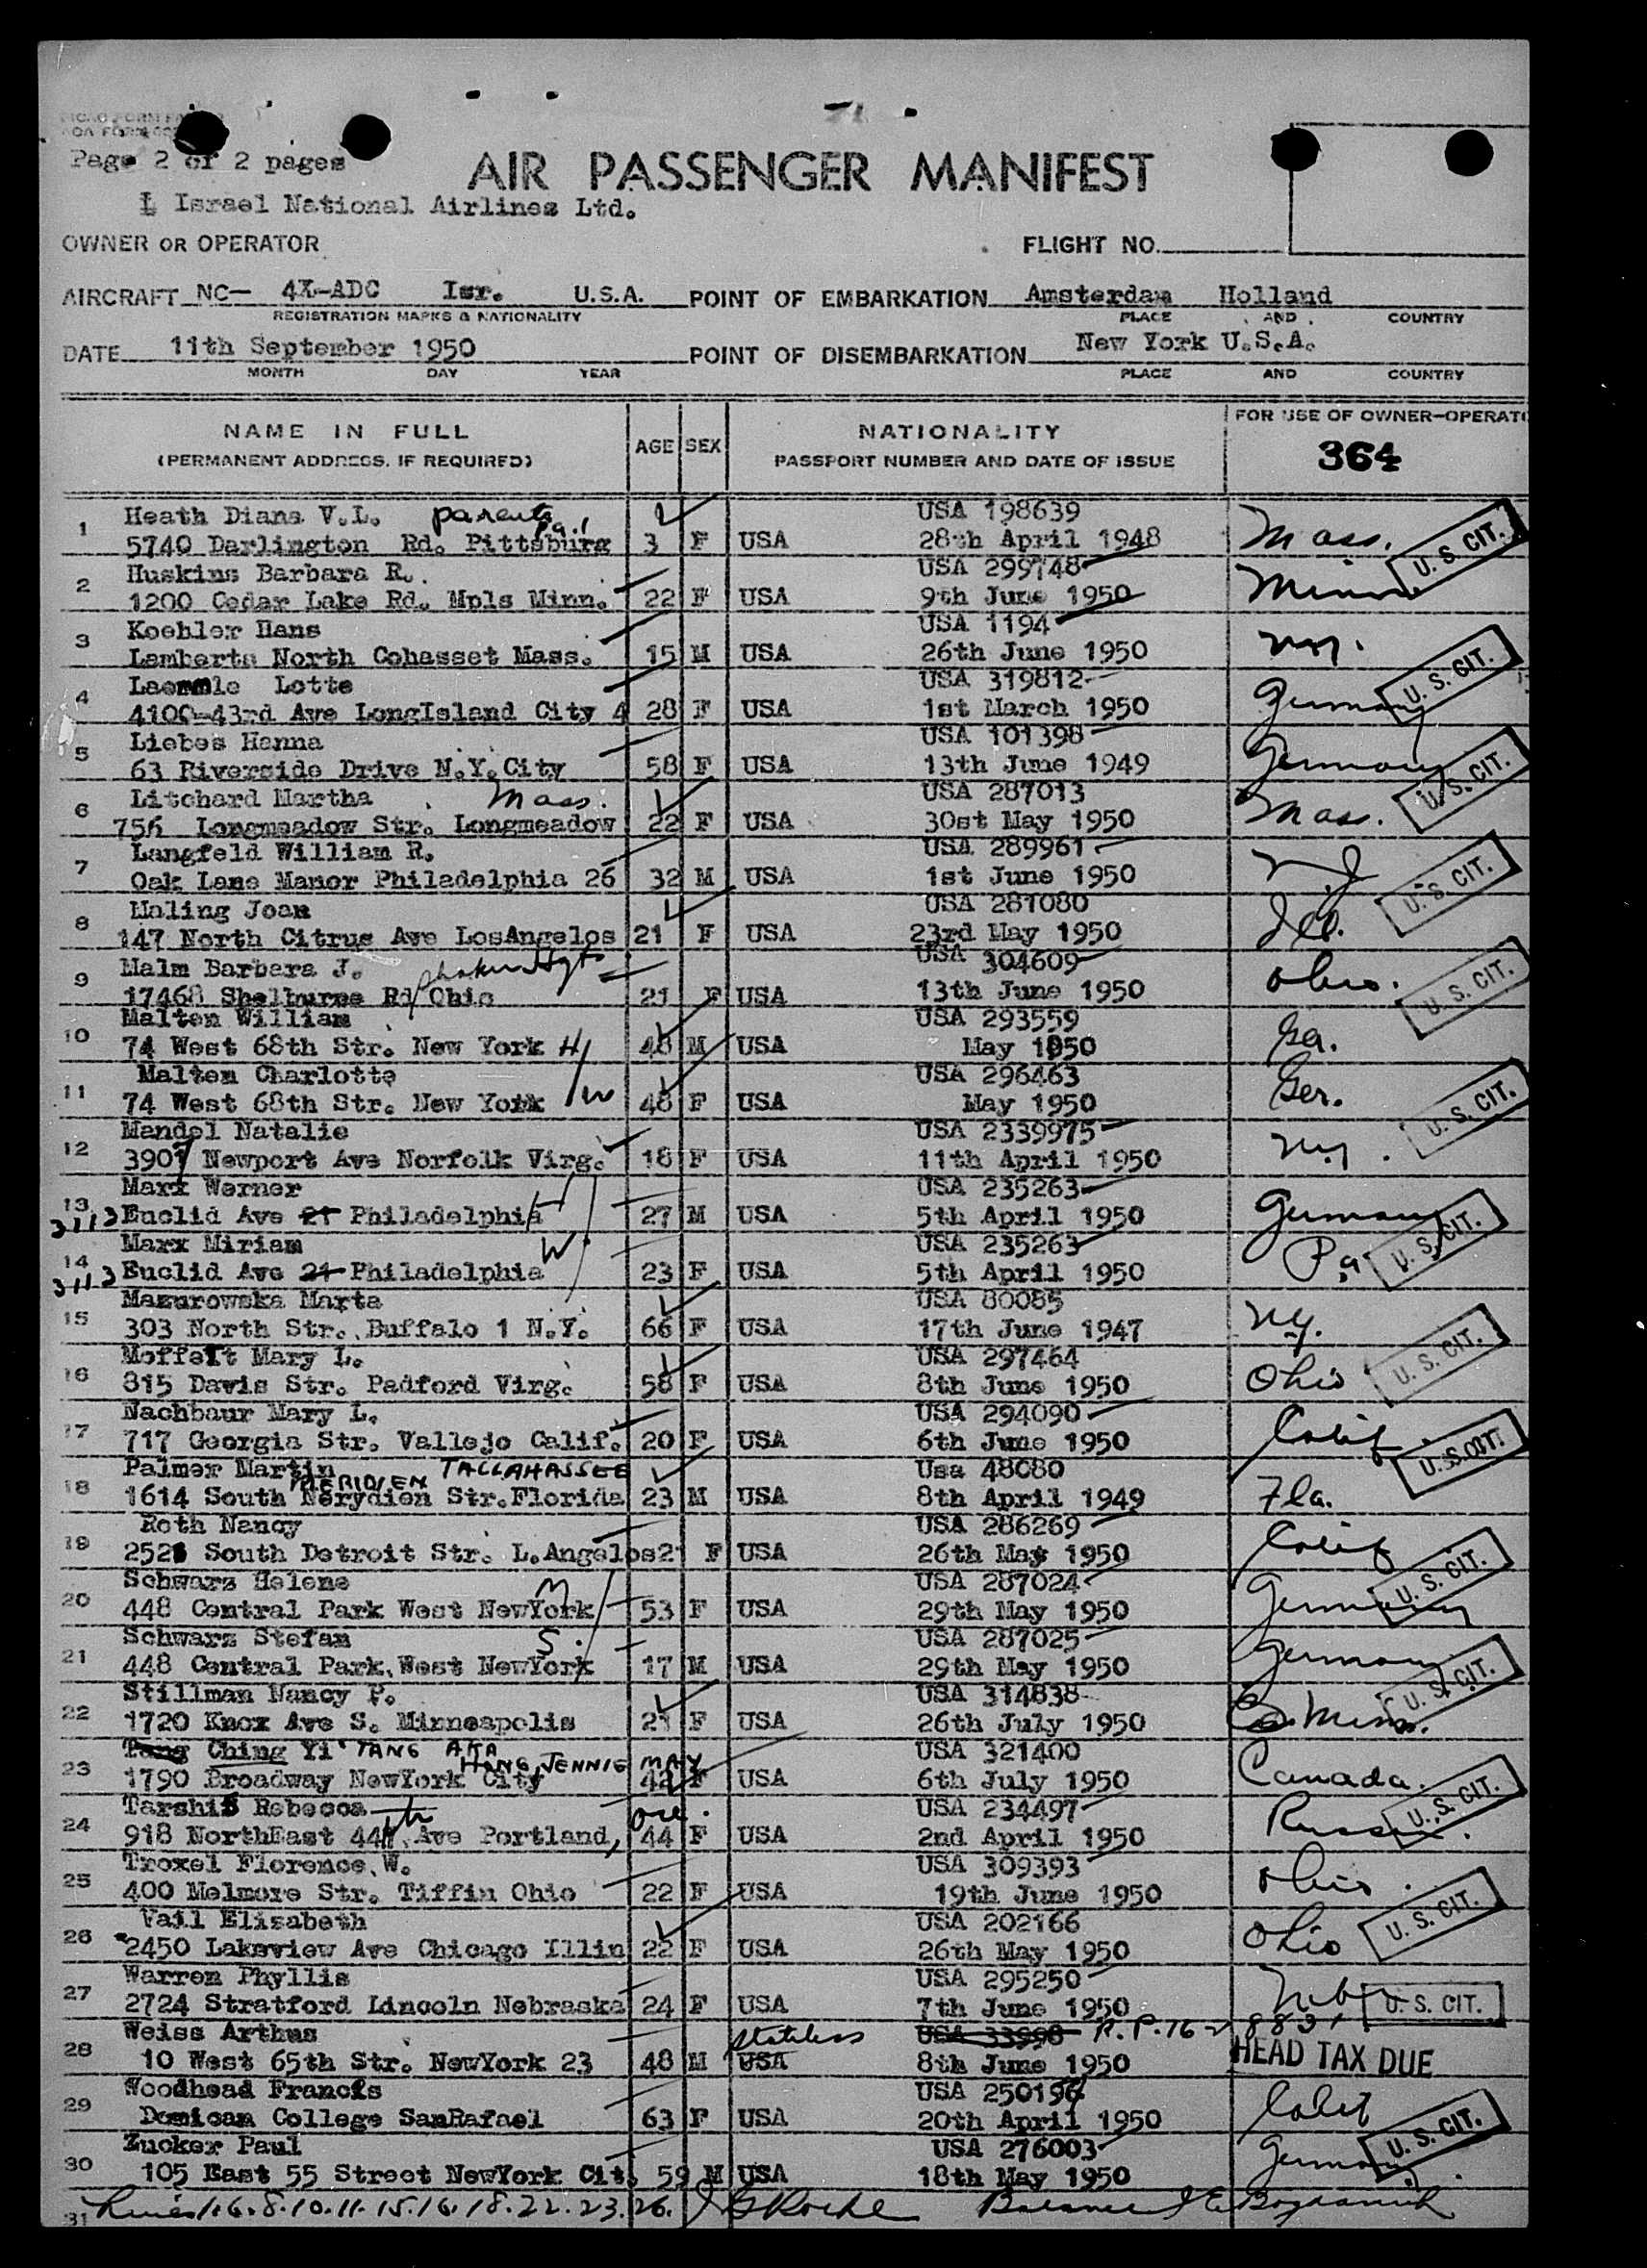 Page 2 of 2 pages
AIR PASSENGER MANIFEST
Israel National Airlines Ltd.
OWNER OR OPERATOR
FLIGHT NO.
AIRCRAFT NC— 4X-ADC Isr. U.S.A. POINT OF EMBARKATION Amsterdam Holland
REGISTRATION MARKS & NATIONALITY PLACE AND COUNTRY
DATE 11th September 1950 POINT OF DISEMBARKATION New York U.S.A.
MONTH DAY YEAR PLACE AND COUNTRY
NAME IN FULL
(PERMANENT ADDRESS, IF REQUIRED)
AGE SEX
NATIONALITY
PASSPORT NUMBER AND DATE OF ISSUE
FOR USE OF OWNER-OPERATO
364
Heath Diana V.L. parents USA 198639
1 5740 Darlington Rd. Pittsburg Pa. 3 F USA 28th April 1948 Mass. U.S. CIT.
Huskins Barbara R. USA 299748
2 1200 Cedar Lake Rd. Mpls Minn. 22 F USA 9th June 1950 Minn
Koehler Hans USA 1194
3 Lamberts North Cohasset Mass. 15 M USA 26th June 1950 N.Y. U.S. CIT.
Laemmle Lotte USA 319812
4 4100-43rd Ave LongIsland City 4 28 F USA 1st March 1950 Germany
Liebes Hanna USA 101398
5 63 Riverside Drive N.Y.City 58 F USA 13th June 1949 Germany U.S. CIT.
Litchard Martha Mass. USA 287013
6 756 Longmeadow Str. Longmeadow 22 F USA 30st May 1950 Mass.
Langfeld William R. USA 289961
7 Oak Lane Manor Philadelphia 26 32 M USA 1st June 1950 N.J. U.S. CIT.
Maling Joan USA 281080
8 147 North Citrus Ave LosAngelos 21 F USA 23rd May 1950 Ill.
Malm Barbara J. Shaker Hgts USA 304609
9 17468 Shelburne Rd Ohio 21 F USA 13th June 1950 Ohio. U.S. CIT.
Malten William USA 293559
10 74 West 68th Str. New York H/ 48 M USA May 1950 Ger.
Malten Charlotte USA 296463
11 74 West 68th Str. New York /W 48 F USA May 1950 Ger. U.S. CIT.
Mandel Natalie USA 2339975
12 3907 Newport Ave Norfolk Virg. 18 F USA 11th April 1950 N.Y.
Marx Werner H USA 235263
13 3113 Euclid Ave 21 Philadelphia 27 M USA 5th April 1950 Germany U.S. CIT.
Marx Miriam W. USA 235263
14 3113 Euclid Ave 21 Philadelphia 23 F USA 5th April 1950 Pa
Mazurowska Marta USA 80085
15 303 North Str. Buffalo 1 N.Y. 66 F USA 17th June 1947 N.Y. U.S. CIT.
Moffett Mary L. USA 297464
16 815 Davis Str. Padford Virg. 58 F USA 8th June 1950 Ohio
Nachbaur Mary L. USA 294090
17 717 Georgia Str. Vallejo Calif. 20 F USA 6th June 1950 Calif U.S. CIT.
Palmer Martin MERIDIEN TALLAHASSEE Usa 48080
18 1614 South Nerydien Str.Florida 23 M USA 8th April 1949 Fla.
Roth Nancy USA 286269
19 2528 South Detroit Str. L.Angelos 21 F USA 26th May 1950 Calif U.S. CIT.
Schwarz Helene M USA 287024
20 448 Central Park West NewYork 53 F USA 29th May 1950 Germany
Schwarz Stefan S. USA 287025
21 448 Central Park West NewYork 17 M USA 29th May 1950 Germany U.S. CIT.
Stillman Nancy P. USA 314838
22 1720 Knox Ave S. Minneapolis 21 F USA 26th July 1950 Minn.
Tang Ching Yi TANG AKA HANG JENNIE MAY USA 321400
23 1790 Broadway NewYork City 42 F USA 6th July 1950 Canada. U.S. CIT.
Tarshis Rebecca th ore. USA 234497
24 918 NorthEast 44 Ave Portland, 44 F USA 2nd April 1950 Russia.
Troxel Florence W. USA 309393
25 400 Melmore Str. Tiffin Ohio 22 F USA 19th June 1950 Ohio. U.S. CIT.
Vail Elisabeth USA 202166
26 2450 Lakeview Ave Chicago Illin 22 F USA 26th May 1950 Ohio
Warren Phyllis USA 295250
27 2724 Stratford Lincoln Nebraska 24 F USA 7th June 1950 Neb U.S. CIT.
Weiss Arthus stateless USA 33998 R.P. 16-
28 10 West 65th Str. NewYork 23 48 M USA 8th June 1950 HEAD TAX DUE
Woodhead Francis USA 250194
29 Domican College SanRafael 63 F USA 20th April 1950 Calif U.S. CIT.
Zucker Paul USA 276003
30 105 East 55 Street NewYork Cit. 59 M USA 18th May 1950 Germany
31 Lines 1.6.8.10.11.15.16.18.22.23.26.